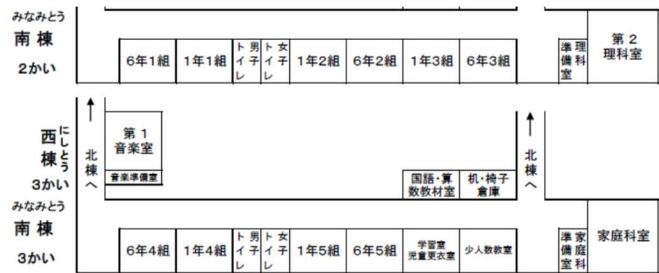 みなみとう
南棟
2かい
6年1組
1年1組
男子トイレ
女子トイレ
1年2組
6年2組
1年3組
6年3組
理科準備室
第2
理科室
にしとう
西棟
3かい
北棟へ
第1
音楽室
音楽準備室
国語・算
数教材室
机・椅子
倉庫
北棟へ
みなみとう
南棟
3かい
6年4組
1年4組
男子トイレ
女子トイレ
1年5組
6年5組
学習室
児童更衣室
少人数教室
家庭科準備室
家庭科室